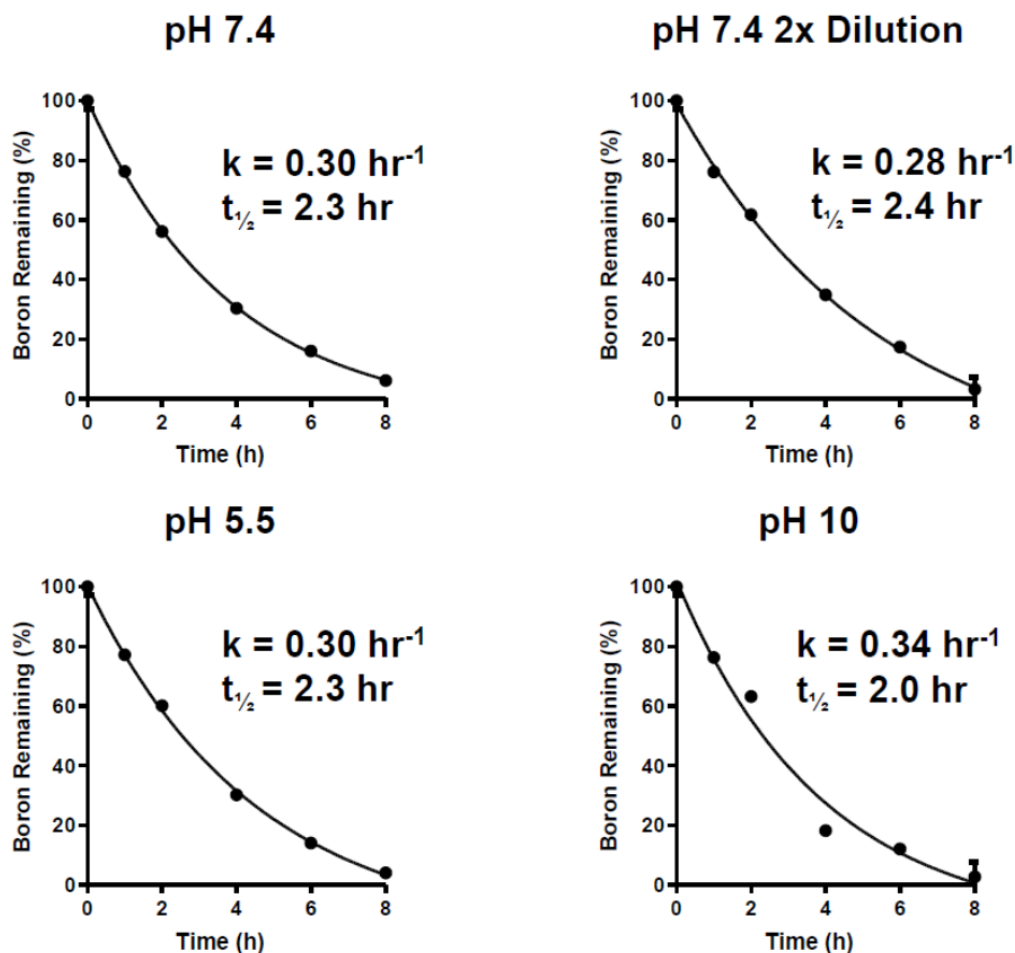 pH 7.4
Boron Remaining (%)
100
80
60
40
20
0
k = 0.30 hr⁻¹
t½ = 2.3 hr
0 2 4 6 8
Time (h)
pH 7.4 2x Dilution
Boron Remaining (%)
100
80
60
40
20
0
k = 0.28 hr⁻¹
t½ = 2.4 hr
0 2 4 6 8
Time (h)
pH 5.5
Boron Remaining (%)
100
80
60
40
20
0
k = 0.30 hr⁻¹
t½ = 2.3 hr
0 2 4 6 8
Time (h)
pH 10
Boron Remaining (%)
100
80
60
40
20
0
k = 0.34 hr⁻¹
t½ = 2.0 hr
0 2 4 6 8
Time (h)